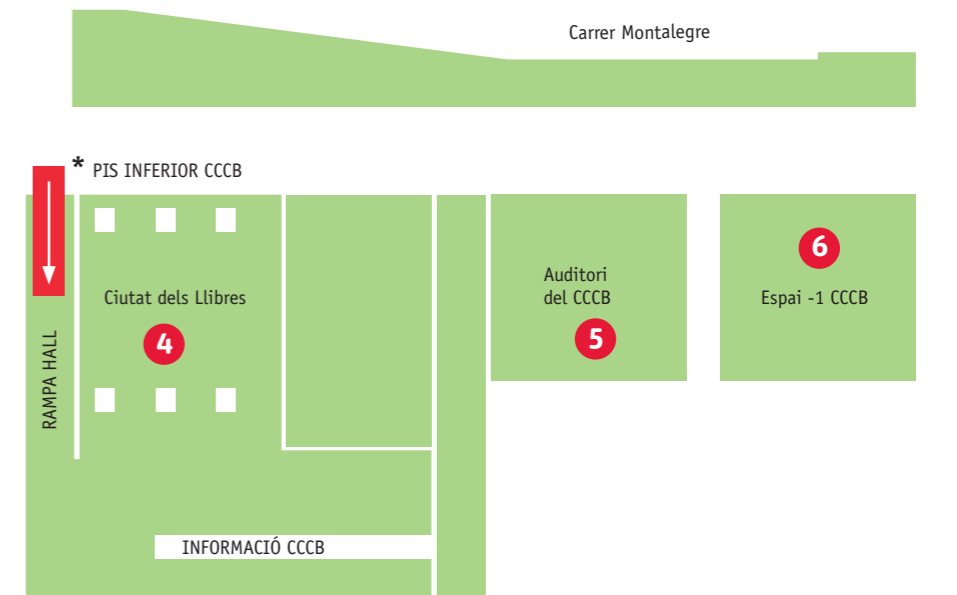 Carrer Montalegre
* PIS INFERIOR CCCB
RAMPA HALL
Ciutat dels Llibres
4
Auditori
del CCCB
5
6
Espai -1 CCCB
INFORMACIÓ CCCB